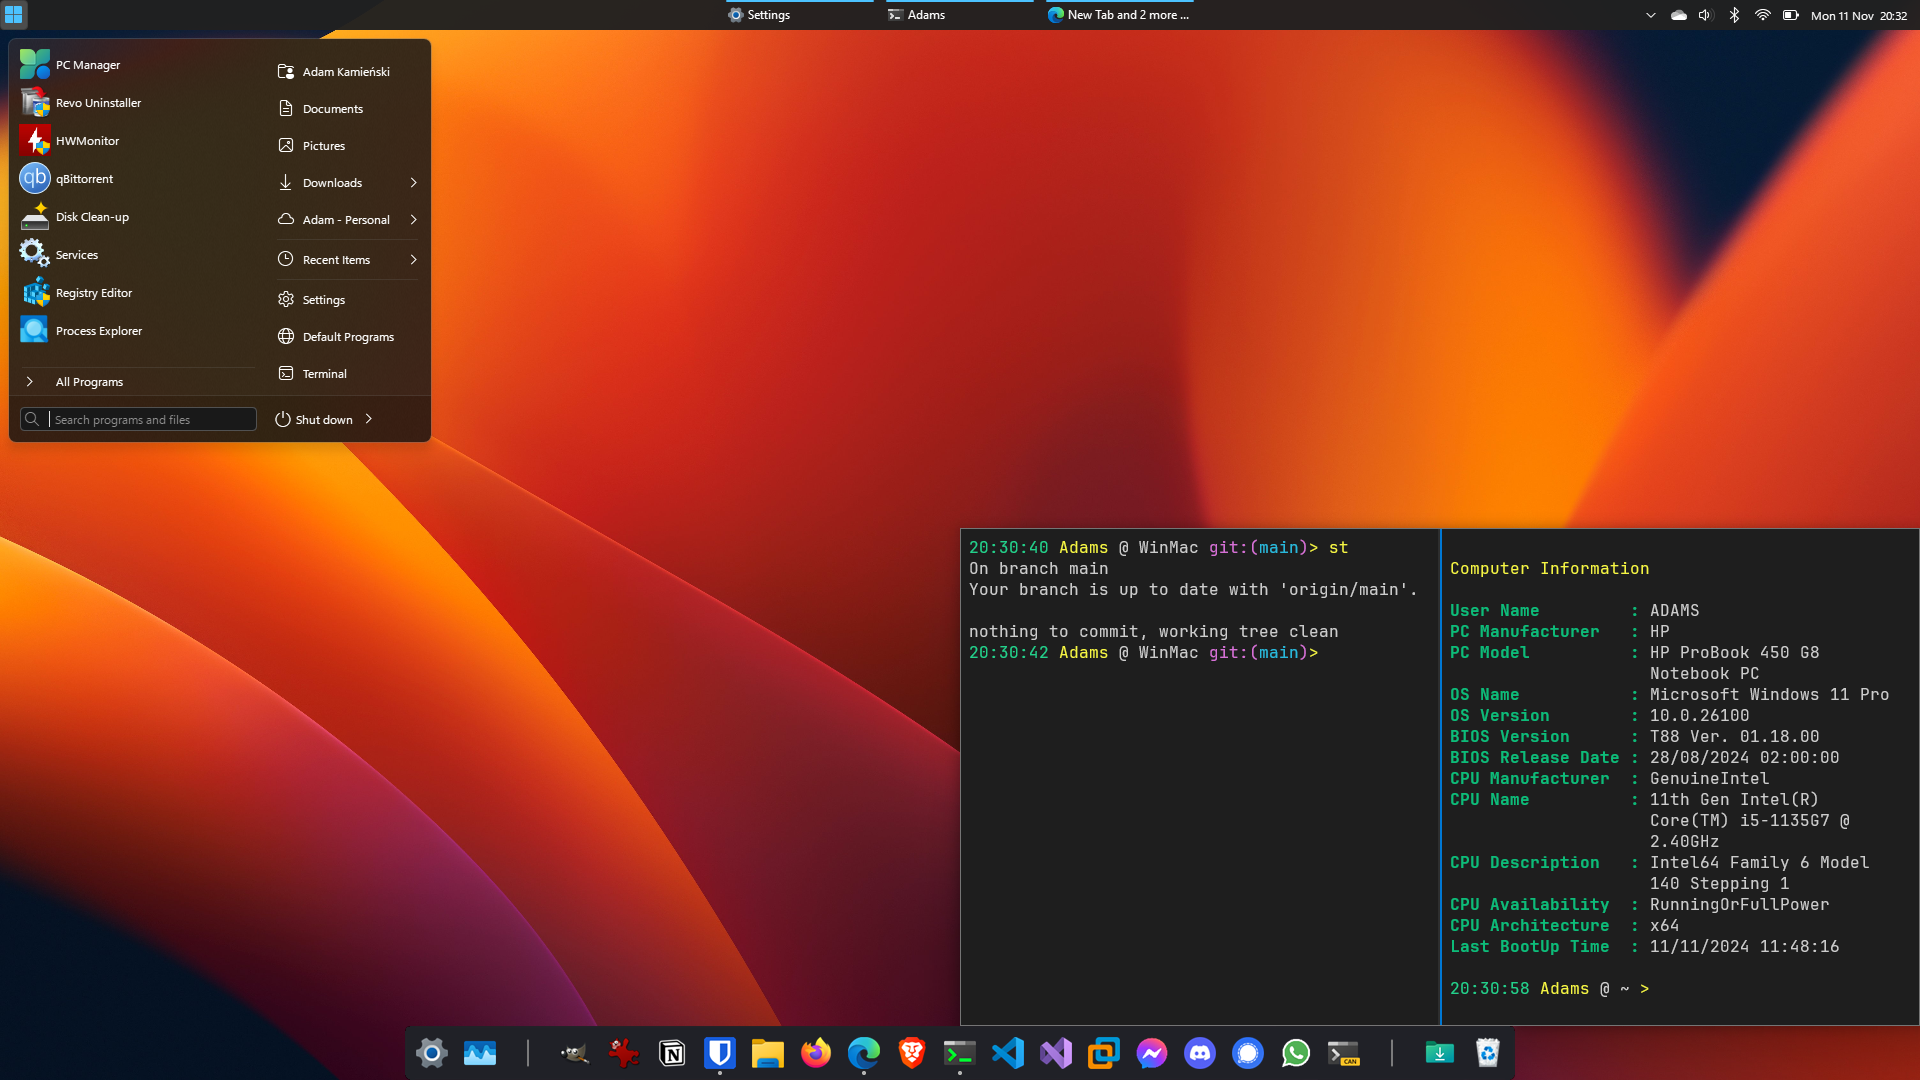 Settings
Adams
New Tab and 2 more ...
Mon 11 Nov 20:32
PC Manager
Revo Uninstaller
HWMonitor
qb
qBittorrent
Disk Clean-up
Services
Registry Editor
Process Explorer
All Programs
Search programs and files
Adam Kamieński
Documents
Pictures
Downloads
Adam - Personal
Recent Items
Settings
Default Programs
Terminal
Shut down
20:30:40 Adams @ WinMac git:(main)> st
On branch main
Your branch is up to date with 'origin/main'.
nothing to commit, working tree clean
20:30:42 Adams @ WinMac git:(main)>
Computer Information
User Name : ADAMS
PC Manufacturer : HP
PC Model : HP ProBook 450 G8
Notebook PC
OS Name : Microsoft Windows 11 Pro
OS Version : 10.0.26100
BIOS Version : T88 Ver. 01.18.00
BIOS Release Date : 28/08/2024 02:00:00
CPU Manufacturer : GenuineIntel
CPU Name : 11th Gen Intel(R)
Core(TM) i5-1135G7 @
2.40GHz
CPU Description : Intel64 Family 6 Model
140 Stepping 1
CPU Availability : RunningOrFullPower
CPU Architecture : x64
Last BootUp Time : 11/11/2024 11:48:16
20:30:58 Adams @ ~ >
N
CAN